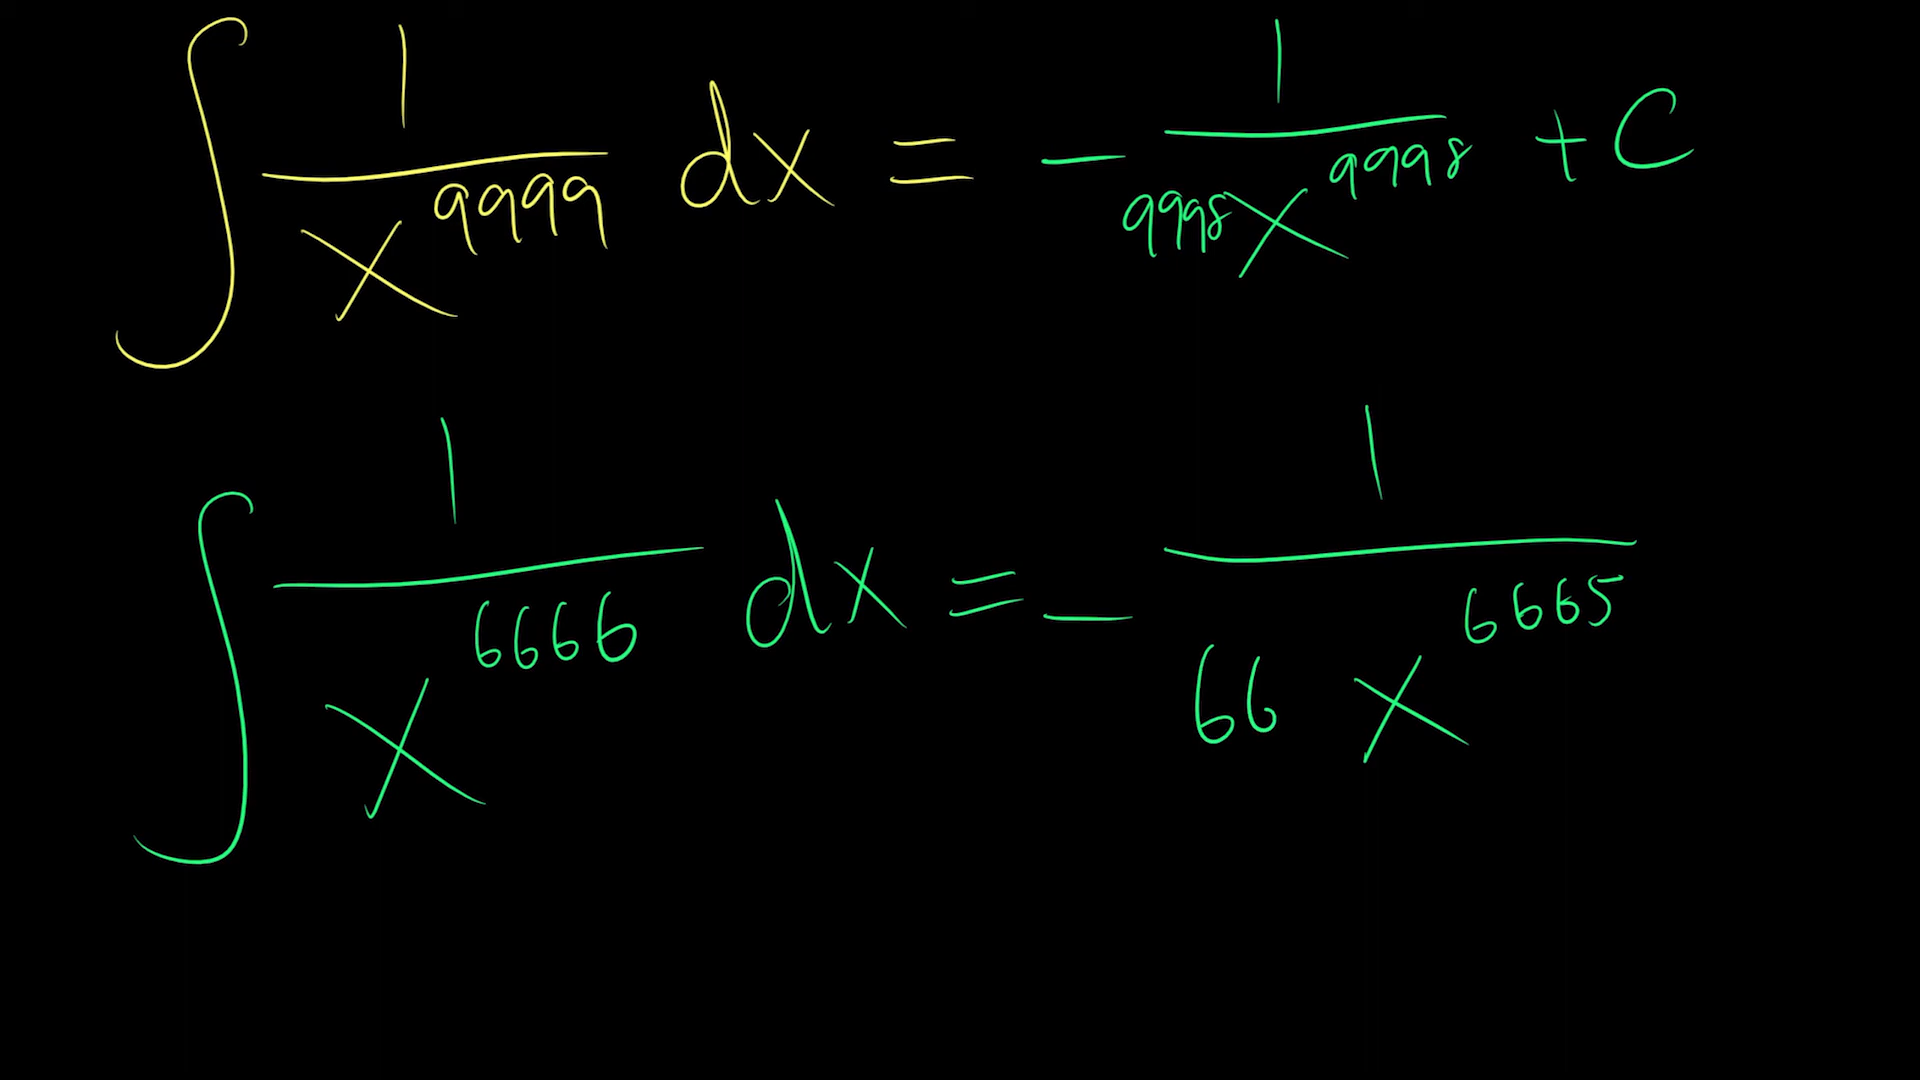 ∫ 1/x^9999 dx = - 1/9998x^9998 + C
∫ 1/x^6666 dx = - 1/66 x^6665